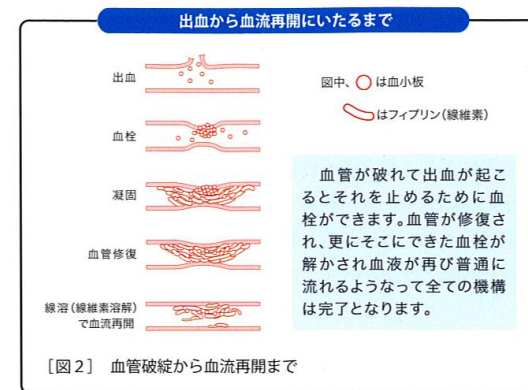 出血から血流再開にいたるまで
出血
血栓
凝固
血管修復
線溶（線維素溶解）
で血流再開
図中、○は血小板
はフィブリン（線維素）
血管が破れて出血が起こ
るとそれを止めるために血
栓ができます。血管が修復さ
れ、更にそこにできた血栓が
解かされ血液が再び普通に
流れるようなって全ての機構
は完了となります。
［図2］ 血管破綻から血流再開まで